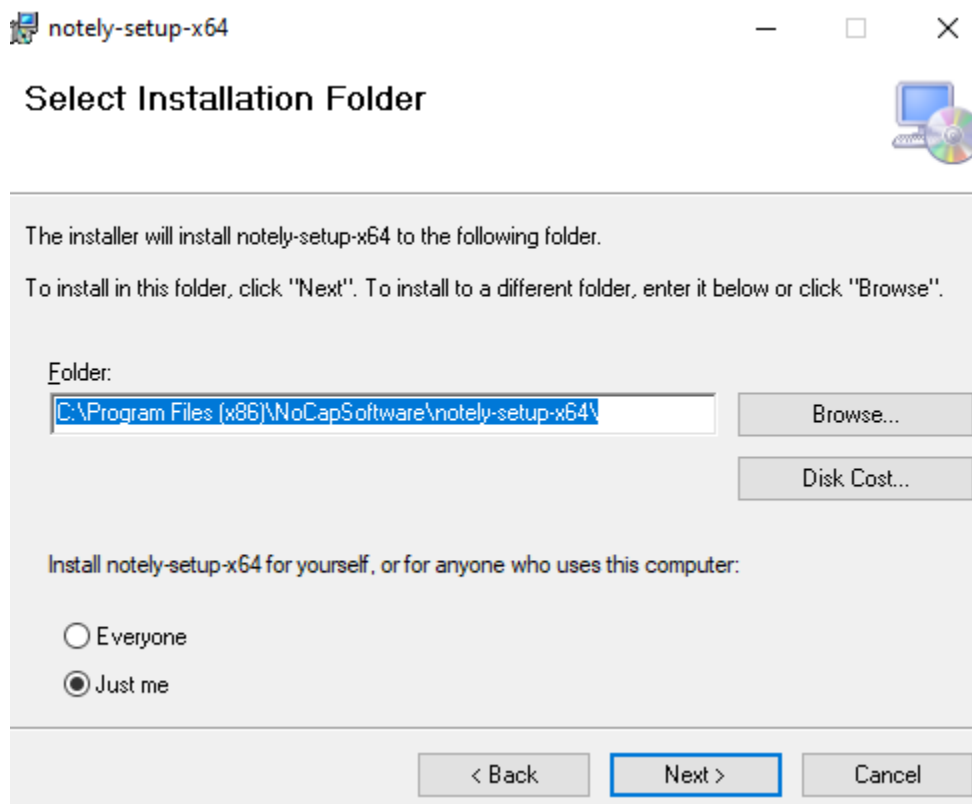 notely-setup-x64
Select Installation Folder
The installer will install notely-setup-x64 to the following folder.
To install in this folder, click "Next". To install to a different folder, enter it below or click "Browse".
Folder:
C:\Program Files (x86)\NoCapSoftware\notely-setup-x64\
Browse...
Disk Cost...
Install notely-setup-x64 for yourself, or for anyone who uses this computer:
Everyone
Just me
< Back
Next >
Cancel